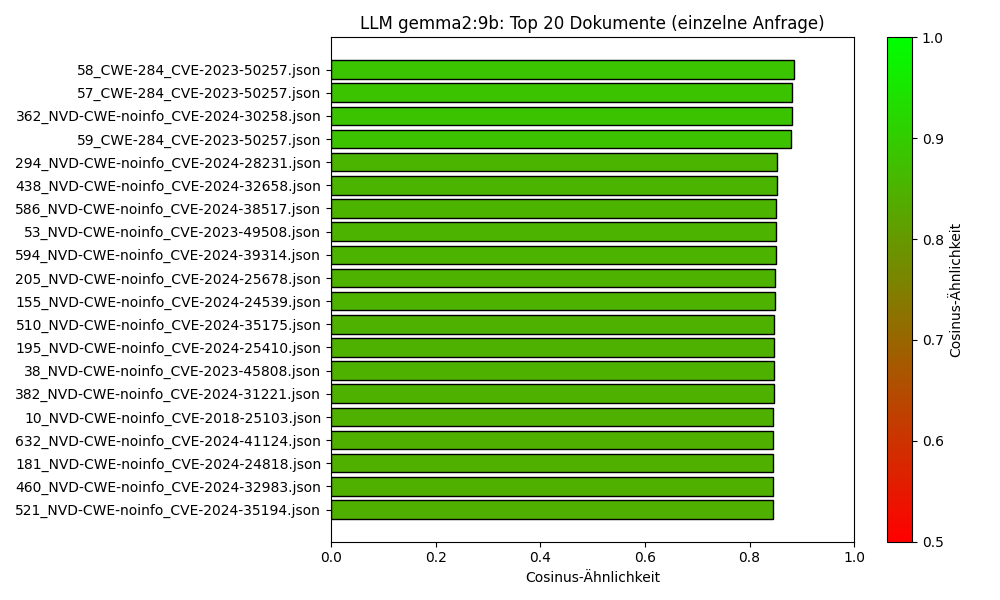 LLM gemma2:9b: Top 20 Dokumente (einzelne Anfrage)
58_CWE-284_CVE-2023-50257.json
57_CWE-284_CVE-2023-50257.json
362_NVD-CWE-noinfo_CVE-2024-30258.json
59_CWE-284_CVE-2023-50257.json
294_NVD-CWE-noinfo_CVE-2024-28231.json
438_NVD-CWE-noinfo_CVE-2024-32658.json
586_NVD-CWE-noinfo_CVE-2024-38517.json
53_NVD-CWE-noinfo_CVE-2023-49508.json
594_NVD-CWE-noinfo_CVE-2024-39314.json
205_NVD-CWE-noinfo_CVE-2024-25678.json
155_NVD-CWE-noinfo_CVE-2024-24539.json
510_NVD-CWE-noinfo_CVE-2024-35175.json
195_NVD-CWE-noinfo_CVE-2024-25410.json
38_NVD-CWE-noinfo_CVE-2023-45808.json
382_NVD-CWE-noinfo_CVE-2024-31221.json
10_NVD-CWE-noinfo_CVE-2018-25103.json
632_NVD-CWE-noinfo_CVE-2024-41124.json
181_NVD-CWE-noinfo_CVE-2024-24818.json
460_NVD-CWE-noinfo_CVE-2024-32983.json
521_NVD-CWE-noinfo_CVE-2024-35194.json
0.0 0.2 0.4 0.6 0.8 1.0
Cosinus-Ähnlichkeit
1.0
0.9
0.8
0.7
0.6
0.5
Cosinus-Ähnlichkeit